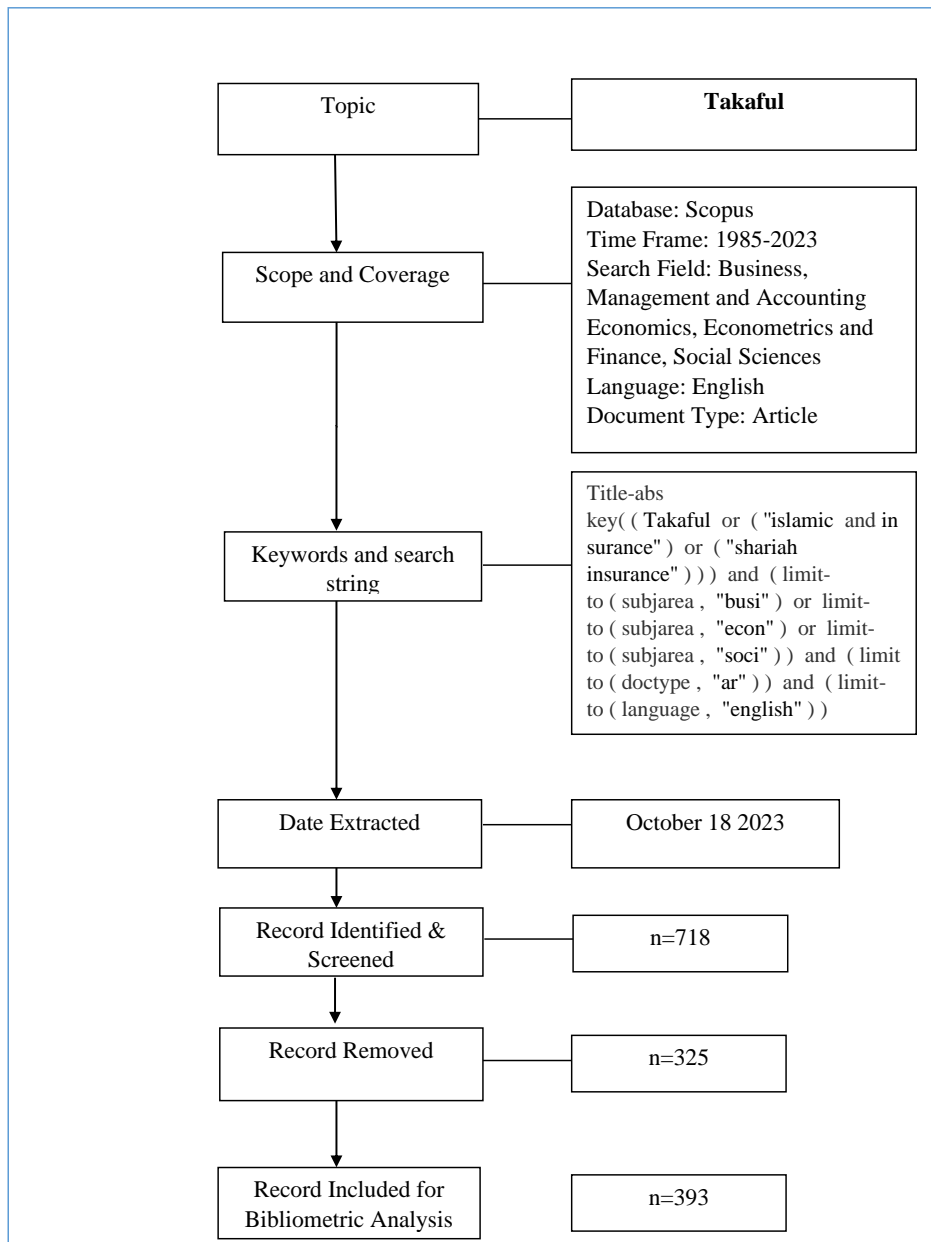 Topic
Takaful
Scope and Coverage
Database: Scopus
Time Frame: 1985-2023
Search Field: Business,
Management and Accounting
Economics, Econometrics and
Finance, Social Sciences
Language: English
Document Type: Article
Keywords and search
string
Title-abs
key( ( Takaful or ( "islamic and in
surance" ) or ( "shariah
insurance" ) ) ) and ( limit-
to ( subjarea , "busi" ) or limit-
to ( subjarea , "econ" ) or limit-
to ( subjarea , "soci" ) ) and ( limit
to ( doctype , "ar" ) ) and ( limit-
to ( language , "english" ) )
Date Extracted
October 18 2023
Record Identified &
Screened
n=718
Record Removed
n=325
Record Included for
Bibliometric Analysis
n=393